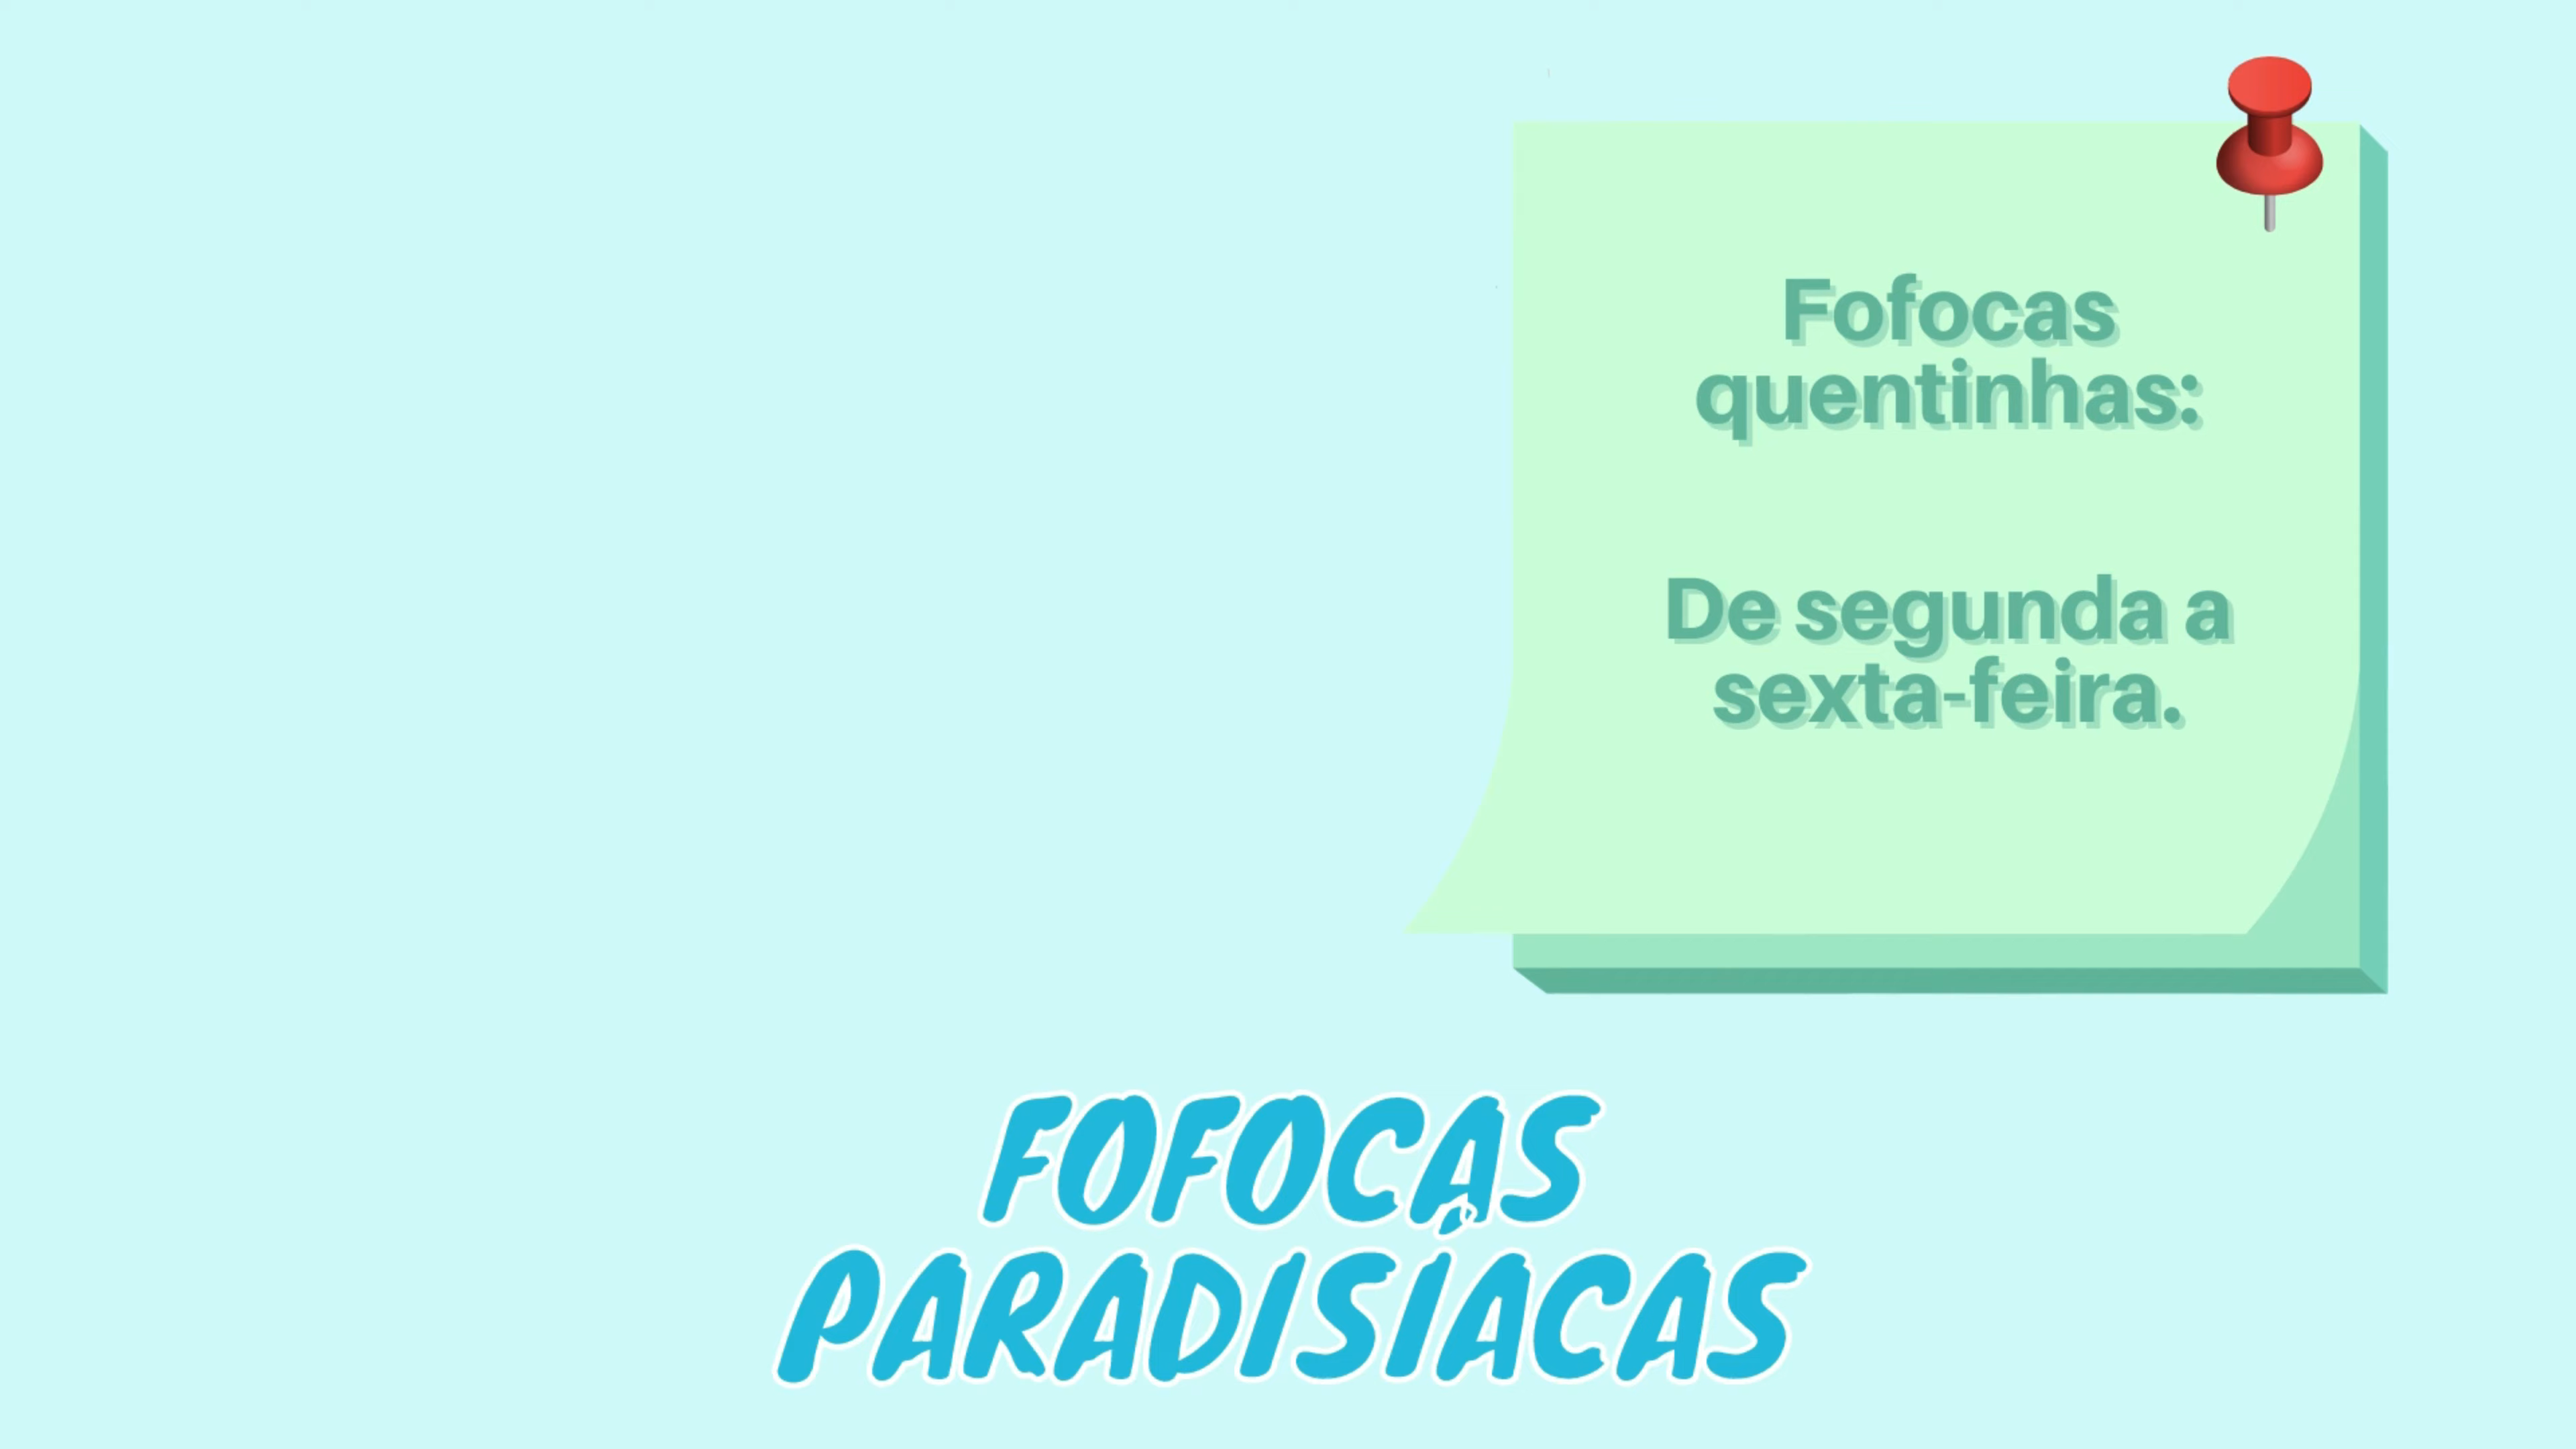 Fofocas
quentinhas:
De segunda a
sexta-feira.
FOFOCAS
PARADISÍACAS